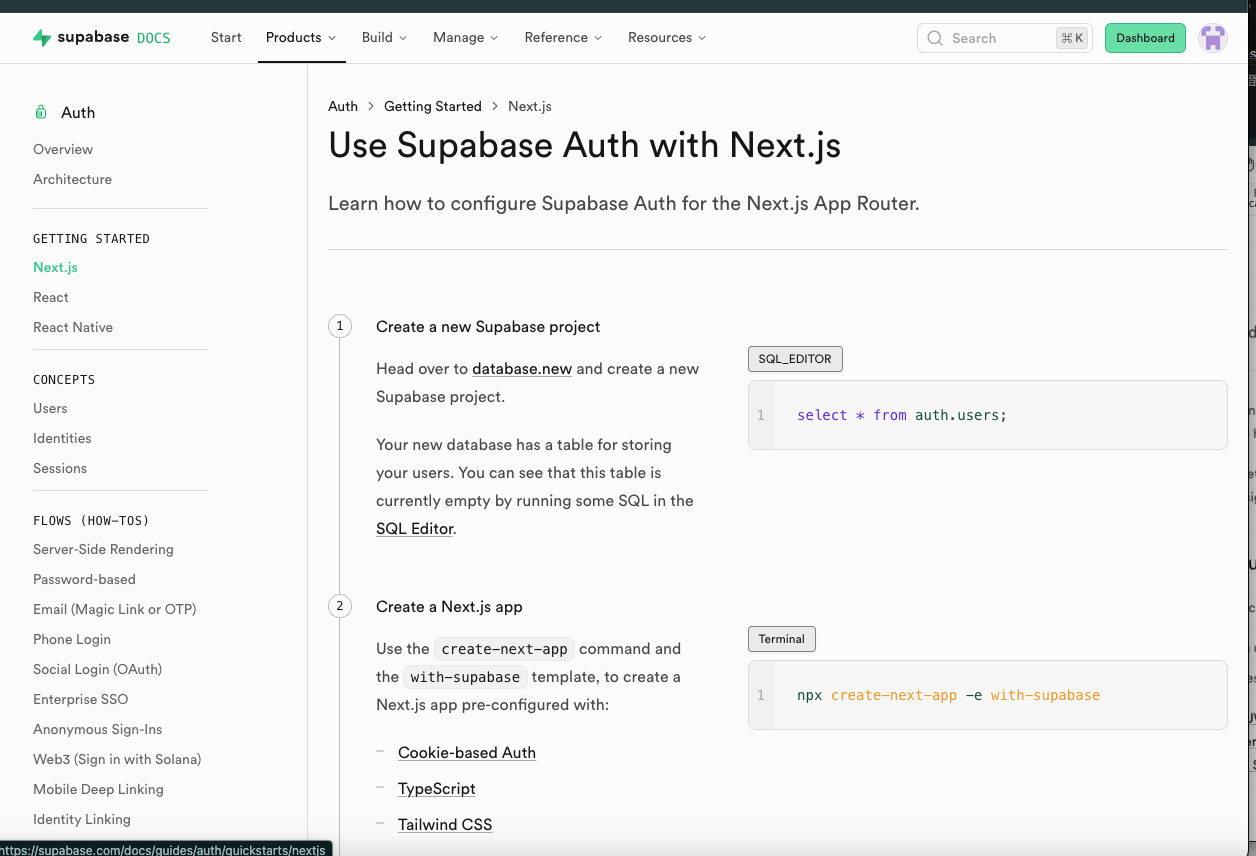 supabase DOCS
Start
Products
Build
Manage
Reference
Resources
Search
⌘ K
Dashboard
Auth
Overview
Architecture
GETTING STARTED
Next.js
React
React Native
CONCEPTS
Users
Identities
Sessions
FLOWS (HOW-TOS)
Server-Side Rendering
Password-based
Email (Magic Link or OTP)
Phone Login
Social Login (OAuth)
Enterprise SSO
Anonymous Sign-Ins
Web3 (Sign in with Solana)
Mobile Deep Linking
Identity Linking
https://supabase.com/docs/guides/auth/quickstarts/nextjs
Auth > Getting Started > Next.js
Use Supabase Auth with Next.js
Learn how to configure Supabase Auth for the Next.js App Router.
1
Create a new Supabase project
Head over to database.new and create a new
Supabase project.
Your new database has a table for storing
your users. You can see that this table is
currently empty by running some SQL in the
SQL Editor.
SQL_EDITOR
1 select * from auth.users;
2
Create a Next.js app
Use the create-next-app command and
the with-supabase template, to create a
Next.js app pre-configured with:
– Cookie-based Auth
– TypeScript
– Tailwind CSS
Terminal
1 npx create-next-app -e with-supabase